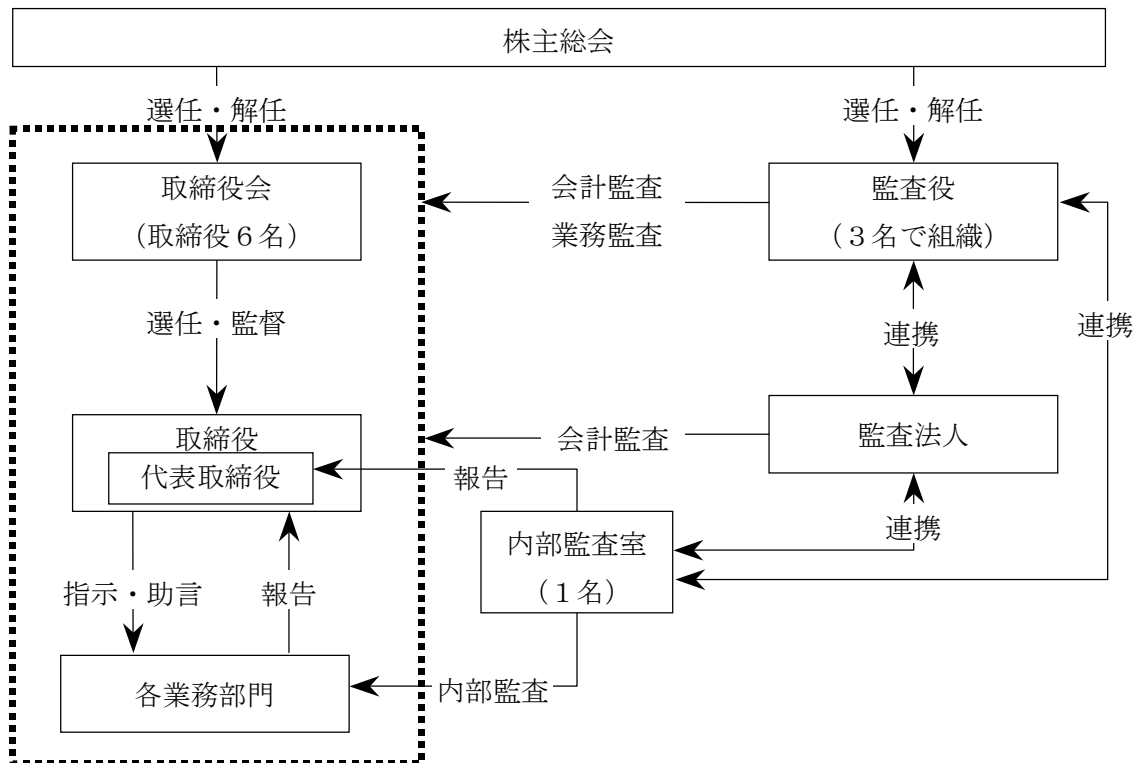 株主総会
選任・解任
選任・解任
取締役会
（取締役６名）
会計監査
業務監査
監査役
（３名で組織）
選任・監督
連携
連携
取締役
代表取締役
会計監査
監査法人
報告
連携
内部監査室
（１名）
指示・助言
報告
各業務部門
内部監査